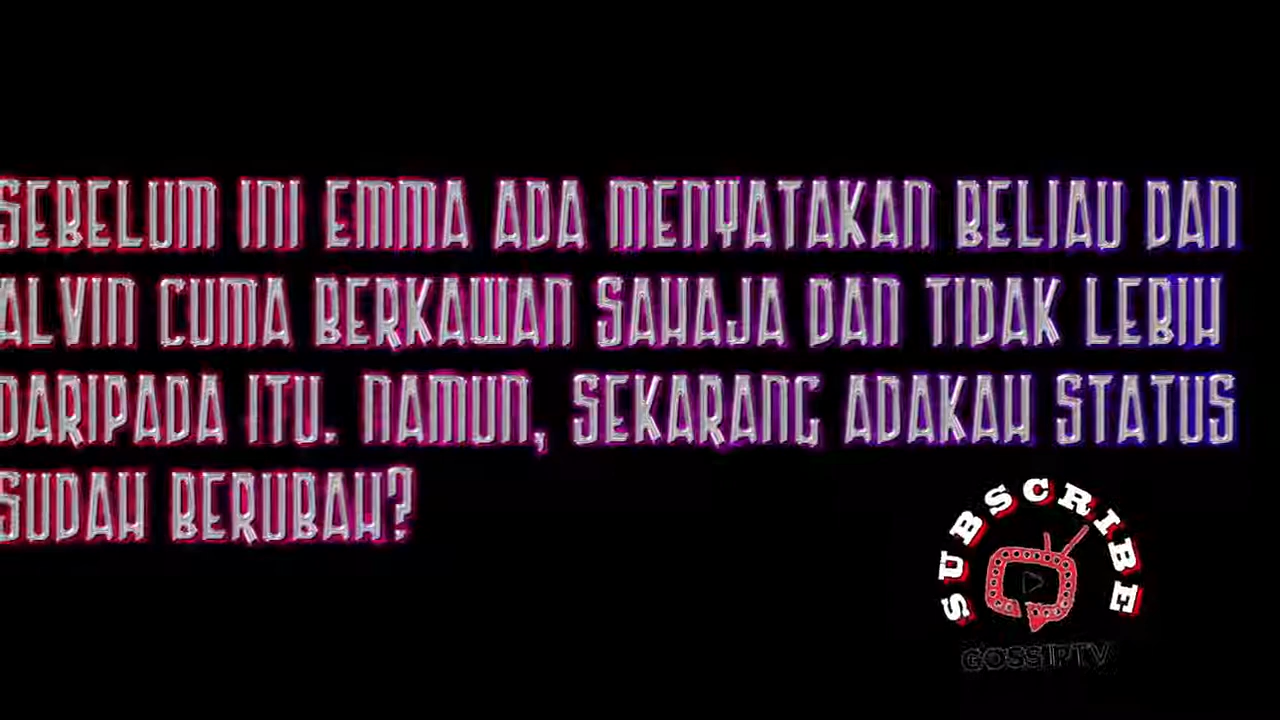 SEBELUM INI EMMA ADA MENYATAKAN BELIAU DAN
ALVIN CUMA BERKAWAN SAHAJA DAN TIDAK LEBIH
DARIPADA ITU. NAMUN, SEKARANG ADAKAH STATUS
SUDAH BERUBAH?
SUBSCRIBE
GOSSIPTV